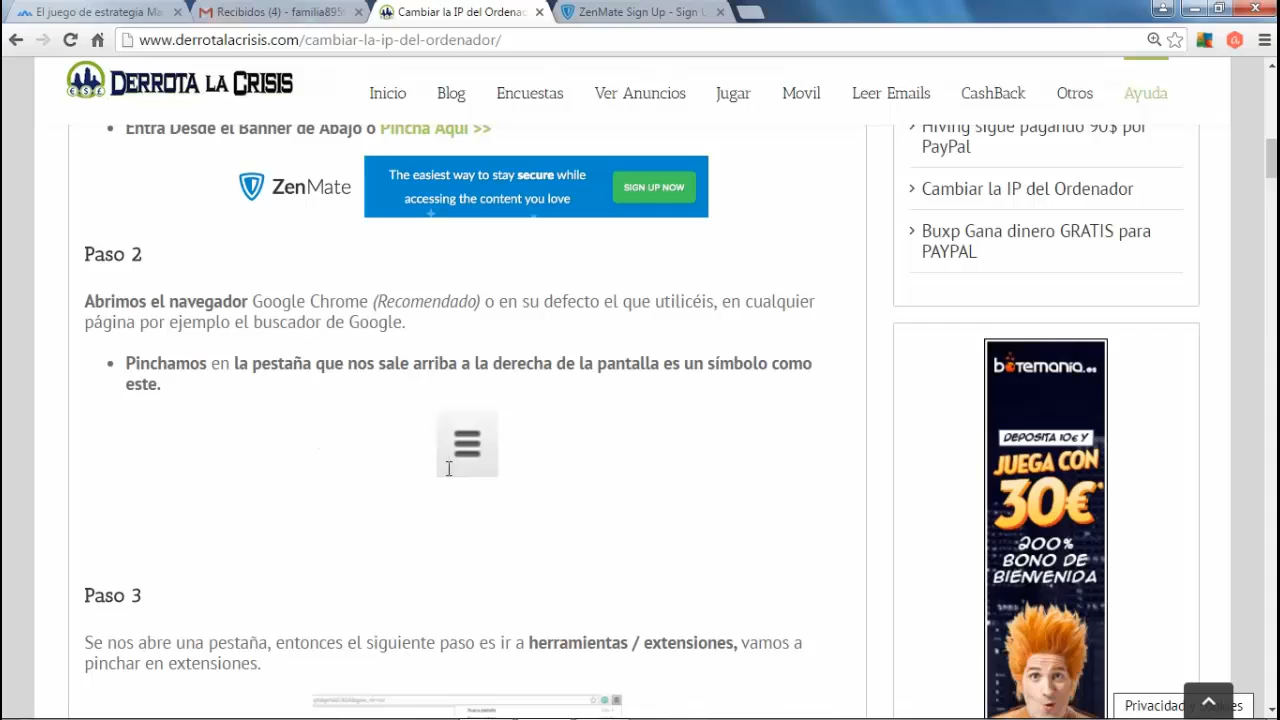 El juego de estrategia Ma
Recibidos (4) - familia895
Cambiar la IP del Ordenac
ZenMate Sign Up - Sign U
www.derrotalacrisis.com/cambiar-la-ip-del-ordenador/
DERROTA LA CRISIS
Inicio Blog Encuestas Ver Anuncios Jugar Movil Leer Emails CashBack Otros Ayuda
• Entra Desde el Banner de Abajo o Pincha Aquí >>
ZenMate
The easiest way to stay secure while
accessing the content you love
SIGN UP NOW
Paso 2
Abrimos el navegador Google Chrome (Recomendado) o en su defecto el que utilicéis, en cualquier
página por ejemplo el buscador de Google.
• Pinchamos en la pestaña que nos sale arriba a la derecha de la pantalla es un símbolo como
este.
Paso 3
Se nos abre una pestaña, entonces el siguiente paso es ir a herramientas / extensiones, vamos a
pinchar en extensiones.
Hiving sigue pagando 90$ por
PayPal
Cambiar la IP del Ordenador
Buxp Gana dinero GRATIS para
PAYPAL
botemania.es
DEPOSITA 10€ Y
JUEGA CON
30€*
200%
BONO DE
BIENVENIDA
Privacidad y Cookies